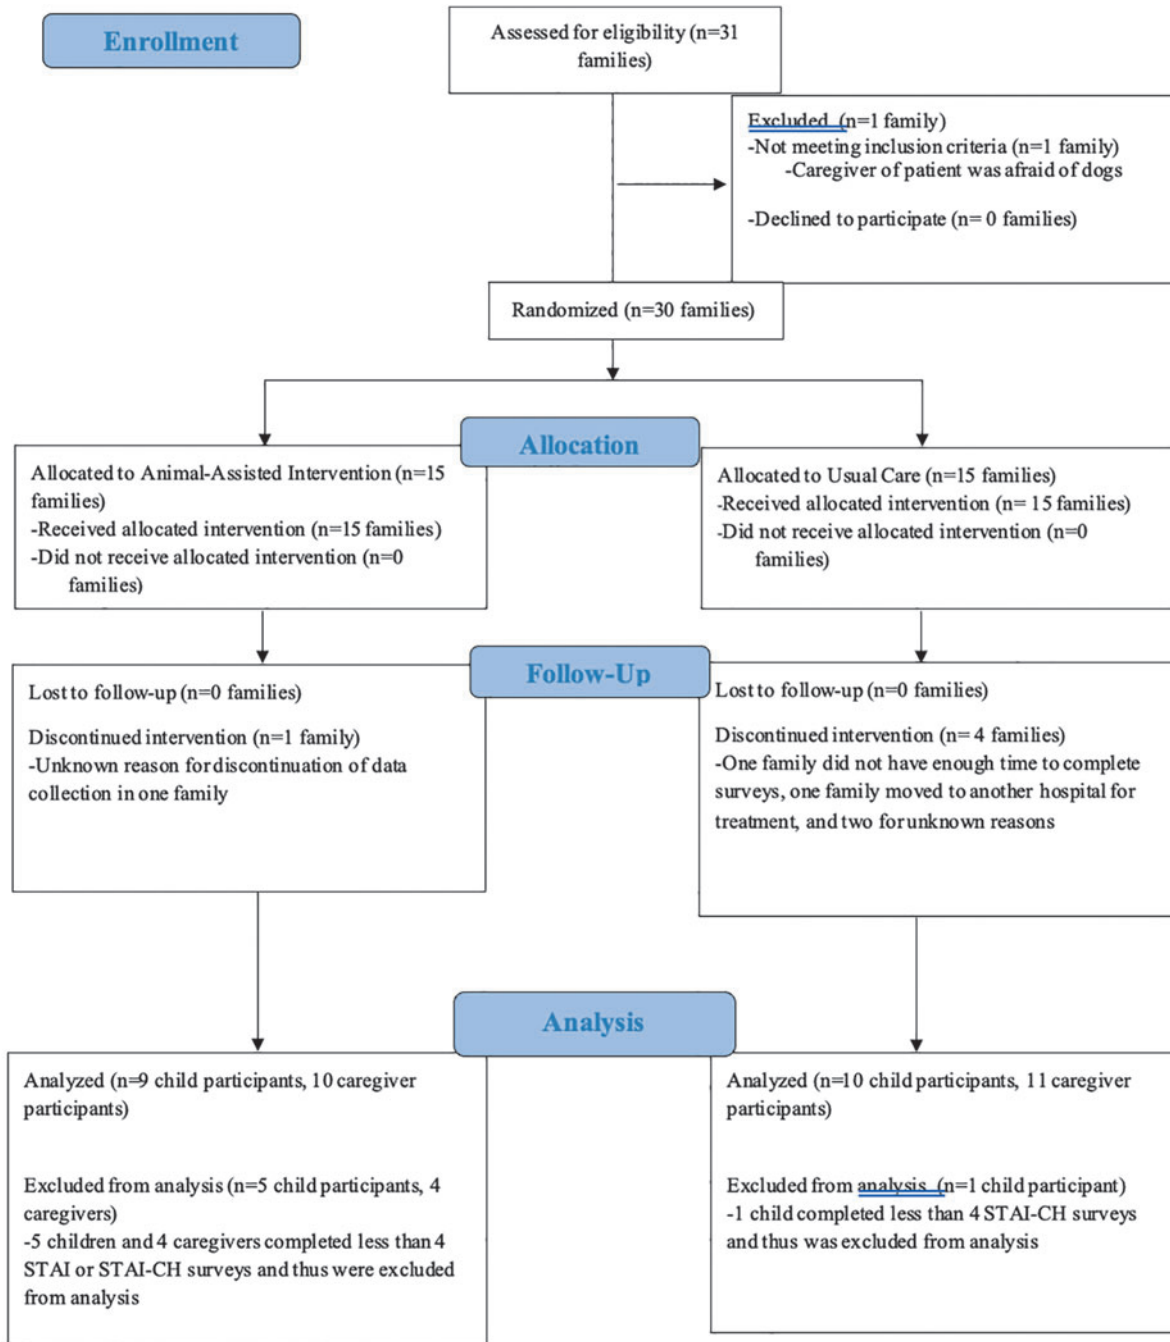 Enrollment
Assessed for eligibility (n=31
families)
Excluded (n=1 family)
-Not meeting inclusion criteria (n=1 family)
-Caregiver of patient was afraid of dogs
-Declined to participate (n= 0 families)
Randomized (n=30 families)
Allocation
Allocated to Animal-Assisted Intervention (n=15
families)
-Received allocated intervention (n=15 families)
-Did not receive allocated intervention (n=0
families)
Allocated to Usual Care (n=15 families)
-Received allocated intervention (n= 15 families)
-Did not receive allocated intervention (n=0
families)
Follow-Up
Lost to follow-up (n=0 families)
Discontinued intervention (n=1 family)
-Unknown reason for discontinuation of data
collection in one family
Lost to follow-up (n=0 families)
Discontinued intervention (n= 4 families)
-One family did not have enough time to complete
surveys, one family moved to another hospital for
treatment, and two for unknown reasons
Analysis
Analyzed (n=9 child participants, 10 caregiver
participants)
Excluded from analysis (n=5 child participants, 4
caregivers)
-5 children and 4 caregivers completed less than 4
STAI or STAI-CH surveys and thus were excluded
from analysis
Analyzed (n=10 child participants, 11 caregiver
participants)
Excluded from analysis (n=1 child participant)
-1 child completed less than 4 STAI-CH surveys
and thus was excluded from analysis